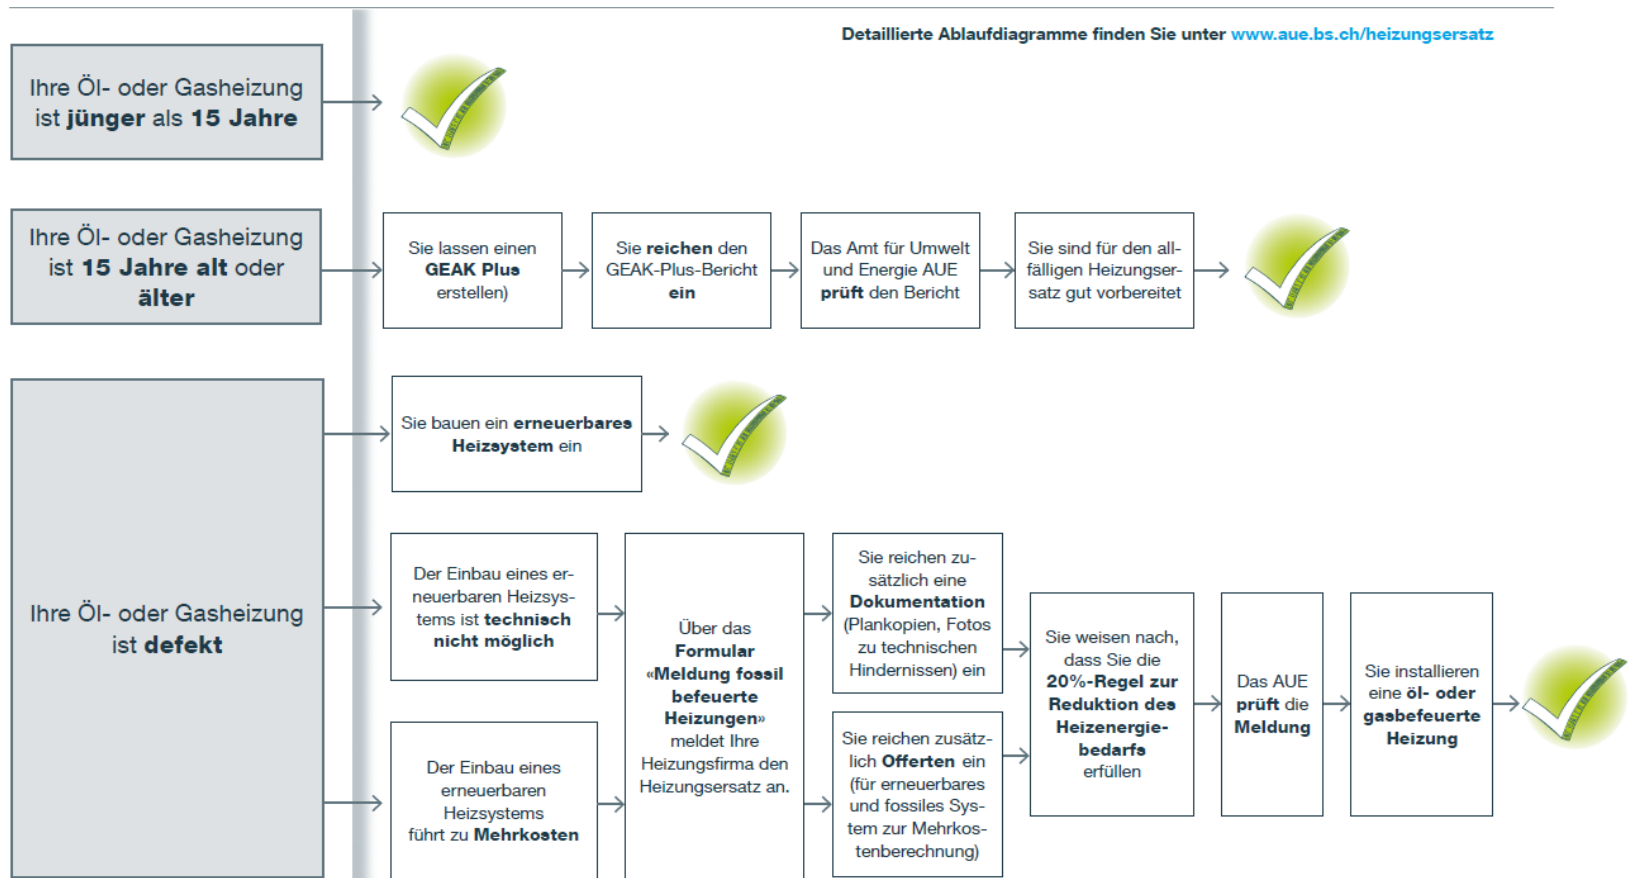 Detaillierte Ablaufdiagramme finden Sie unter www.aue.bs.ch/heizungsersatz
Ihre Öl- oder Gasheizung
ist jünger als 15 Jahre
Ihre Öl- oder Gasheizung
ist 15 Jahre alt oder
älter
Sie lassen einen
GEAK Plus
erstellen)
Sie reichen den
GEAK-Plus-Bericht
ein
Das Amt für Umwelt
und Energie AUE
prüft den Bericht
Sie sind für den all-
fälligen Heizungser-
satz gut vorbereitet
Ihre Öl- oder Gasheizung
ist defekt
Sie bauen ein erneuerbares
Heizsystem ein
Der Einbau eines er-
neuerbaren Heizsys-
tems ist technisch
nicht möglich
Der Einbau eines
erneuerbaren
Heizsystems
führt zu Mehrkosten
Über das
Formular
«Meldung fossil
befeuerte
Heizungen»
meldet Ihre
Heizungsfirma den
Heizungsersatz an.
Sie reichen zu-
sätzlich eine
Dokumentation
(Plankopien, Fotos
zu technischen
Hindernissen) ein
Sie reichen zusätz-
lich Offerten ein
(für erneuerbares
und fossiles Sys-
tem zur Mehrkos-
tenberechnung)
Sie weisen nach,
dass Sie die
20%-Regel zur
Reduktion des
Heizenergie-
bedarfs
erfüllen
Das AUE
prüft die
Meldung
Sie installieren
eine öl- oder
gasbefeuerte
Heizung